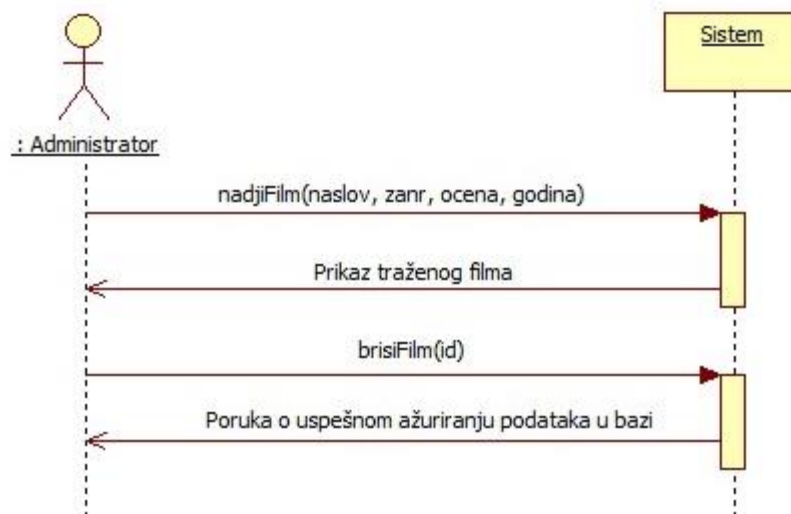 Sistem
: Administrator
nadjiFilm(naslov, zanr, ocena, godina)
Prikaz traženog filma
brisiFilm(id)
Poruka o uspešnom ažuriranju podataka u bazi